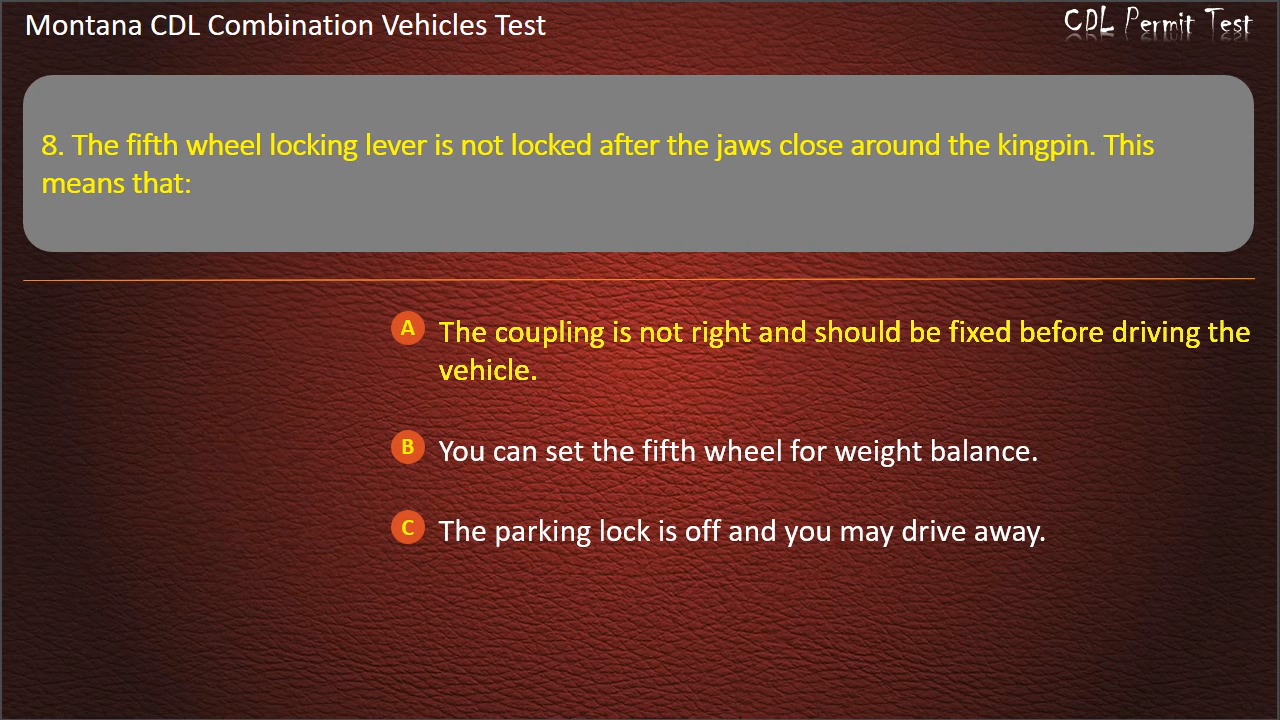 Montana CDL Combination Vehicles Test
CDL Permit Test
8. The fifth wheel locking lever is not locked after the jaws close around the kingpin. This
means that:
A The coupling is not right and should be fixed before driving the
vehicle.
B You can set the fifth wheel for weight balance.
C The parking lock is off and you may drive away.